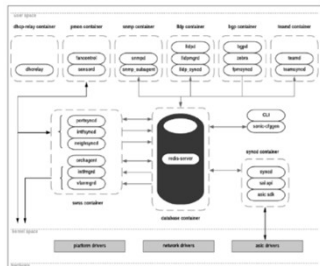 user space
dhcp-relay container
pmon container
snmp container
lldp container
bgp container
teamd container
dhcrelay
fancontrol
sensord
snmpd
snmp_subagent
lldpd
lldpmgrd
lldp_syncd
bgpd
zebra
fpmsyncd
teamd
teamsyncd
portsyncd
intfsyncd
neighsyncd
orchagent
intfmgrd
vlanmgrd
swss container
redis-server
database container
CLI
sonic-cfggen
syncd container
syncd
sai api
asic sdk
kernel space
platform drivers
network drivers
asic drivers
hardware